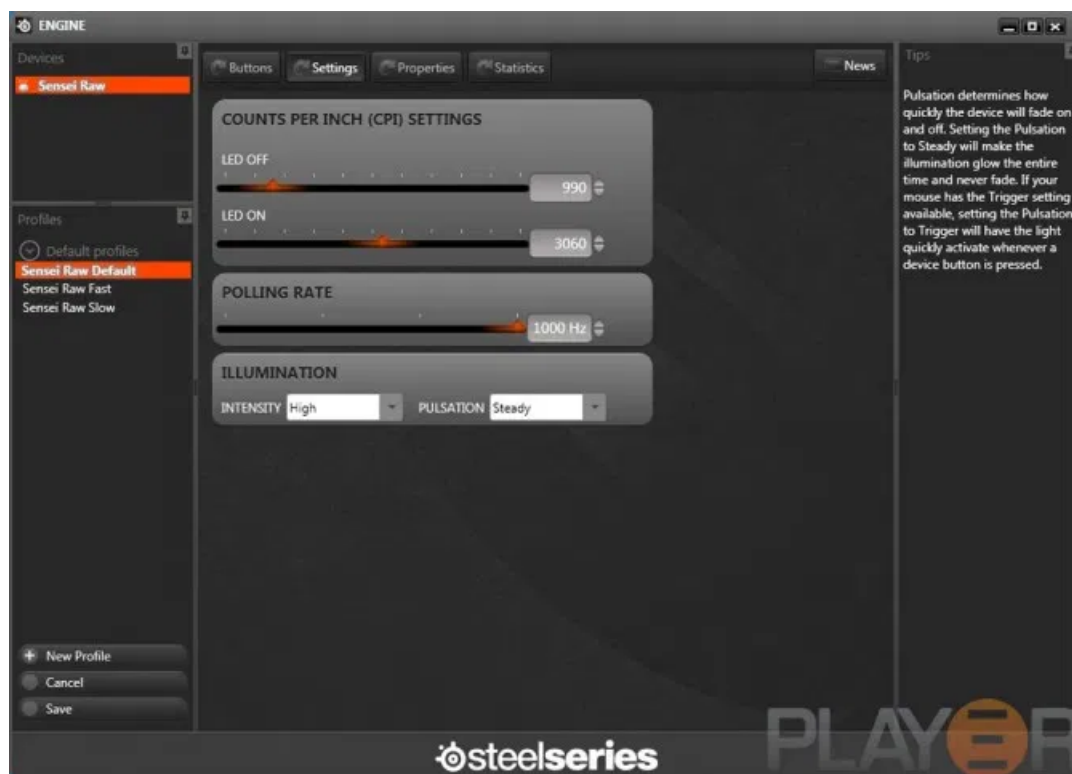 ENGINE
Devices
Sensei Raw
Profiles
Default profiles
Sensei Raw Default
Sensei Raw Fast
Sensei Raw Slow
New Profile
Cancel
Save
Buttons
Settings
Properties
Statistics
News
COUNTS PER INCH (CPI) SETTINGS
LED OFF
990
LED ON
3060
POLLING RATE
1000 Hz
ILLUMINATION
INTENSITY High
PULSATION Steady
Tips
Pulsation determines how
quickly the device will fade on
and off. Setting the Pulsation
to Steady will make the
illumination glow the entire
time and never fade. If your
mouse has the Trigger setting
available, setting the Pulsation
to Trigger will have the light
quickly activate whenever a
device button is pressed.
steelseries
PLAY3R